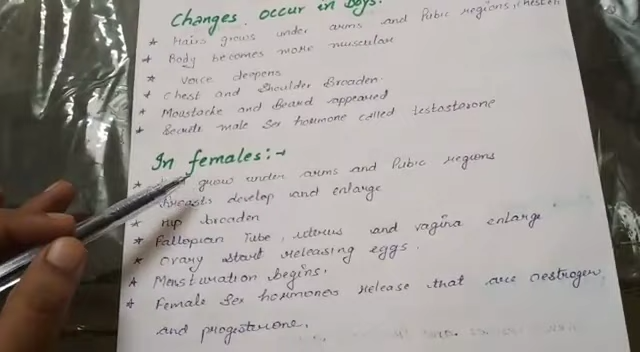 Changes occur in boys.
* Hairs grows under arms and Pubic regions, chest etc
* Body becomes more muscular
* Voice deepens
* Chest and Shoulder Broaden.
* Moustache and Beard appeared
* Secrete male Sex hormone called testosterone
In females:→
* grow under arms and Pubic regions
* Breasts develop and enlarge
* Hip broaden
* Fallopian Tube, uterus and vagina enlarge
* Ovary start releasing eggs.
* Menstruation begins.
* Female Sex hormones release that are oestrogen
and progesterone.